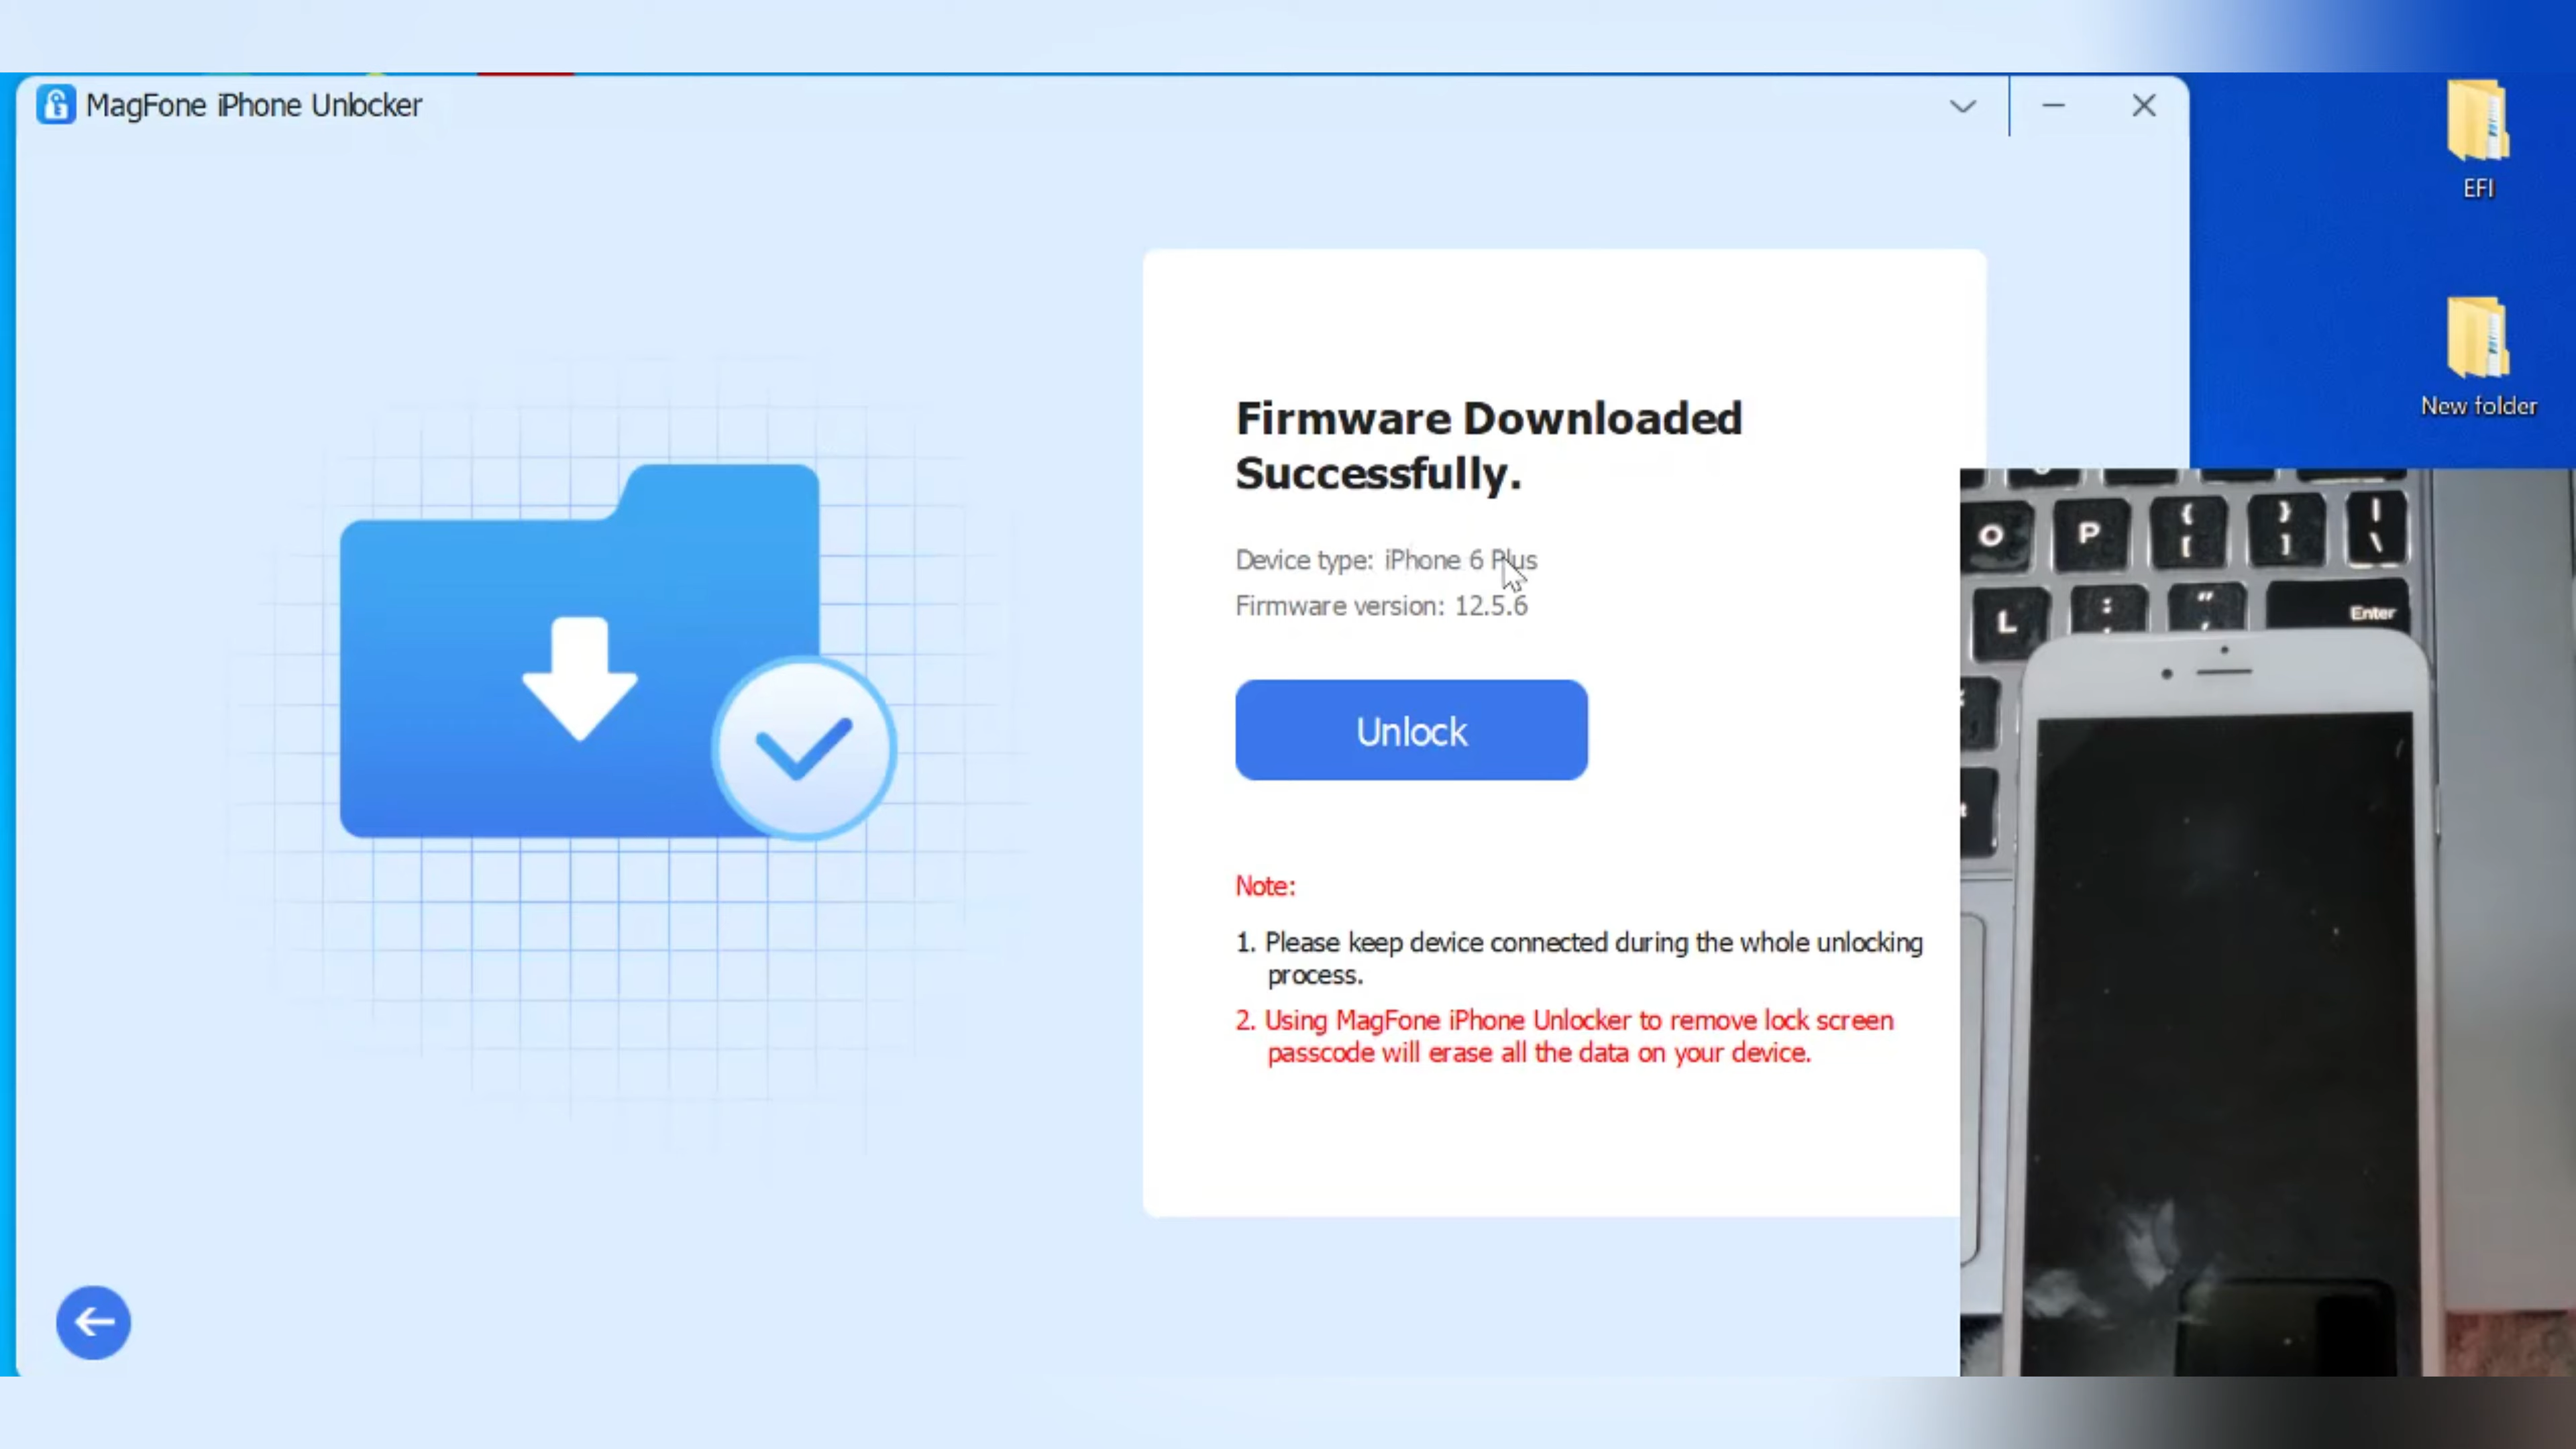 MagFone iPhone Unlocker
EFI
New folder
Firmware Downloaded
Successfully.
Device type: iPhone 6 Plus
Firmware version: 12.5.6
Unlock
Note:
1. Please keep device connected during the whole unlocking
process.
2. Using MagFone iPhone Unlocker to remove lock screen
passcode will erase all the data on your device.
O P { [ } ] | \
L : ; " ' Enter